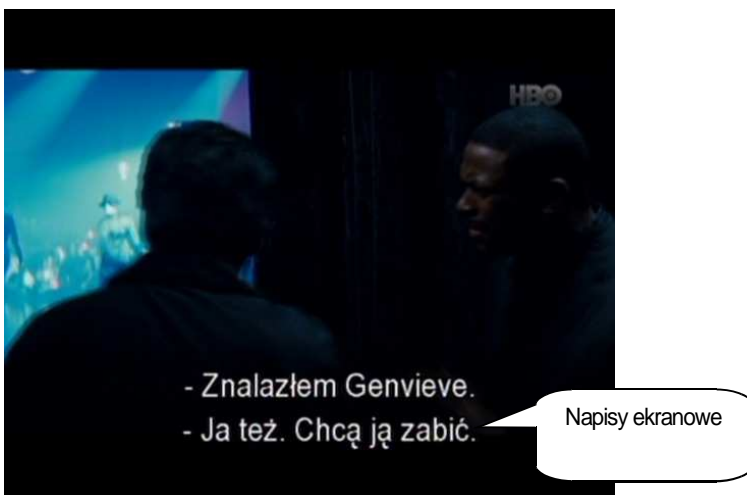 HBO
- Znalazłem Genvieve.
- Ja też. Chcą ją zabić.
Napisy ekranowe